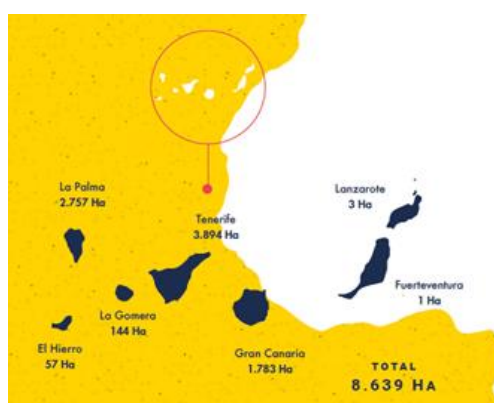 La Palma
2.757 Ha
Lanzarote
3 Ha
Tenerife
3.894 Ha
Fuerteventura
1 Ha
La Gomera
144 Ha
El Hierro
57 Ha
Gran Canaria
1.783 Ha
TOTAL
8.639 HA